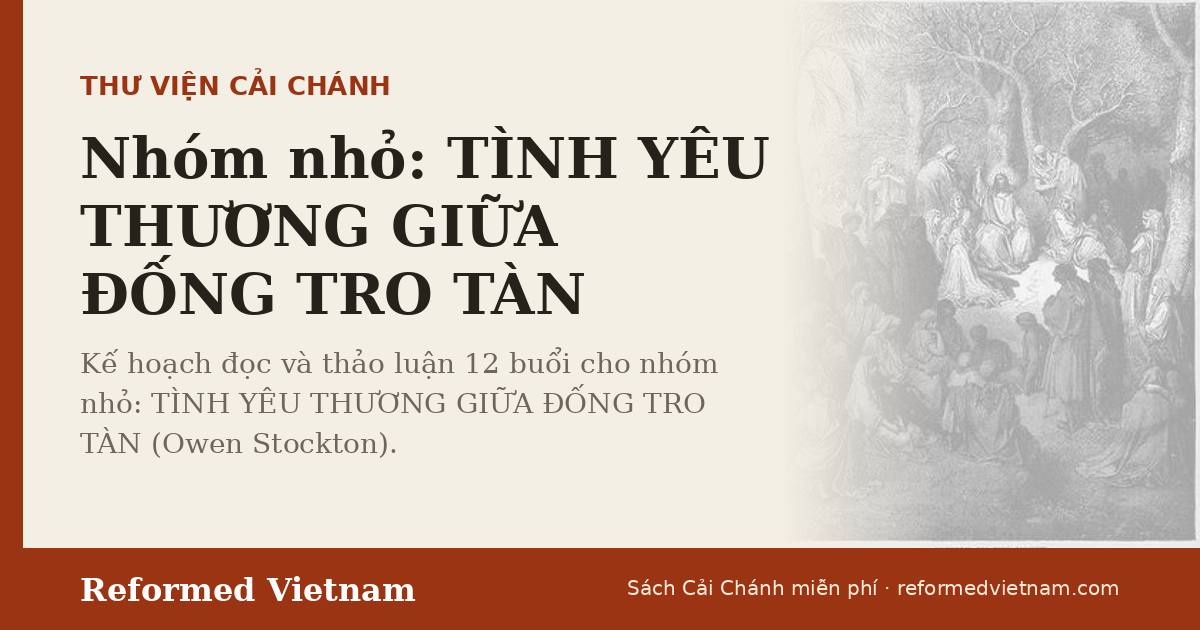 THƯ VIỆN CẢI CHÁNH
Nhóm nhỏ: TÌNH YÊU
THƯƠNG GIỮA
ĐỐNG TRO TÀN
Kế hoạch đọc và thảo luận 12 buổi cho nhóm
nhỏ: TÌNH YÊU THƯƠNG GIỮA ĐỐNG TRO
TÀN (Owen Stockton).
Reformed Vietnam
Sách Cải Chánh miễn phí · reformedvietnam.com